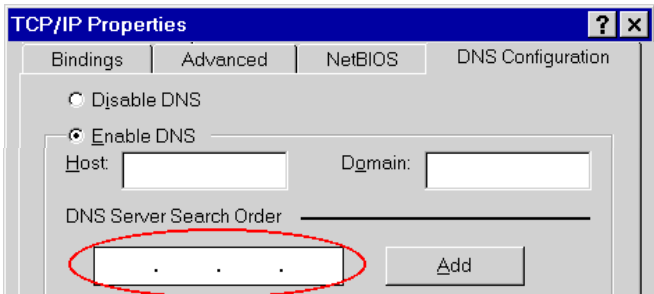 TCP/IP Properties ? ×
Bindings Advanced NetBIOS DNS Configuration
Disable DNS
Enable DNS
Host: Domain:
DNS Server Search Order
. . . Add